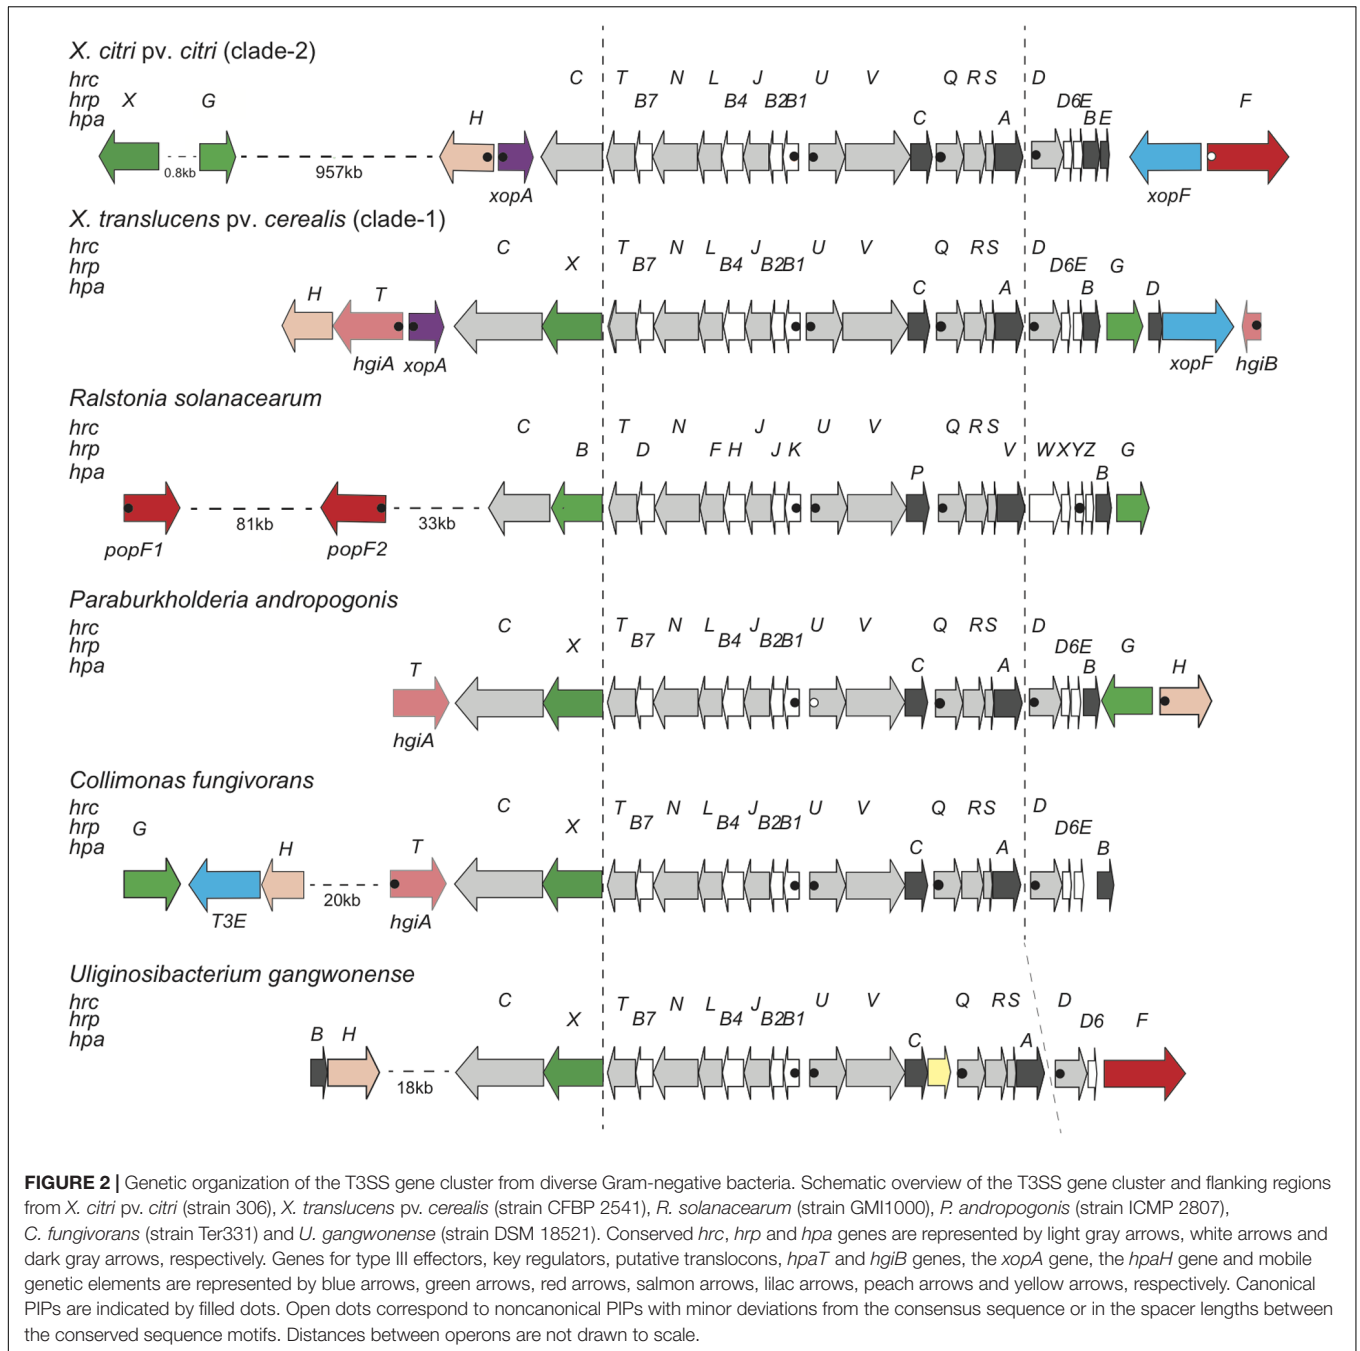 X. citri pv. citri (clade-2)
hrc C T N L J U V Q R S D
hrp X G B7 B4 B2 B1 D6 E F
hpa H C A B E
0.8kb 957kb
xopA xopF
X. translucens pv. cerealis (clade-1)
hrc C T N L J U V Q R S D
hrp X B7 B4 B2 B1 D6 E G
hpa H T C A B D
hgiA xopA xopF hgiB
Ralstonia solanacearum
hrc C T N J U V Q R S
hrp B D F H J K V W X Y Z G
hpa P B
81kb 33kb
popF1 popF2
Paraburkholderia andropogonis
hrc C T N L J U V Q R S D
hrp X B7 B4 B2 B1 D6 E G
hpa T C A B H
hgiA
Collimonas fungivorans
hrc C T N L J U V Q R S D
hrp G X B7 B4 B2 B1 D6 E
hpa H T C A B
20kb
T3E hgiA
Uliginosibacterium gangwonense
hrc C T N L J U V Q R S D
hrp X B7 B4 B2 B1 D6 F
hpa B H C A
18kb
FIGURE 2 | Genetic organization of the T3SS gene cluster from diverse Gram-negative bacteria. Schematic overview of the T3SS gene cluster and flanking regions
from X. citri pv. citri (strain 306), X. translucens pv. cerealis (strain CFBP 2541), R. solanacearum (strain GMI1000), P. andropogonis (strain ICMP 2807),
C. fungivorans (strain Ter331) and U. gangwonense (strain DSM 18521). Conserved hrc, hrp and hpa genes are represented by light gray arrows, white arrows and
dark gray arrows, respectively. Genes for type III effectors, key regulators, putative translocons, hpaT and hgiB genes, the xopA gene, the hpaH gene and mobile
genetic elements are represented by blue arrows, green arrows, red arrows, salmon arrows, lilac arrows, peach arrows and yellow arrows, respectively. Canonical
PIPs are indicated by filled dots. Open dots correspond to noncanonical PIPs with minor deviations from the consensus sequence or in the spacer lengths between
the conserved sequence motifs. Distances between operons are not drawn to scale.